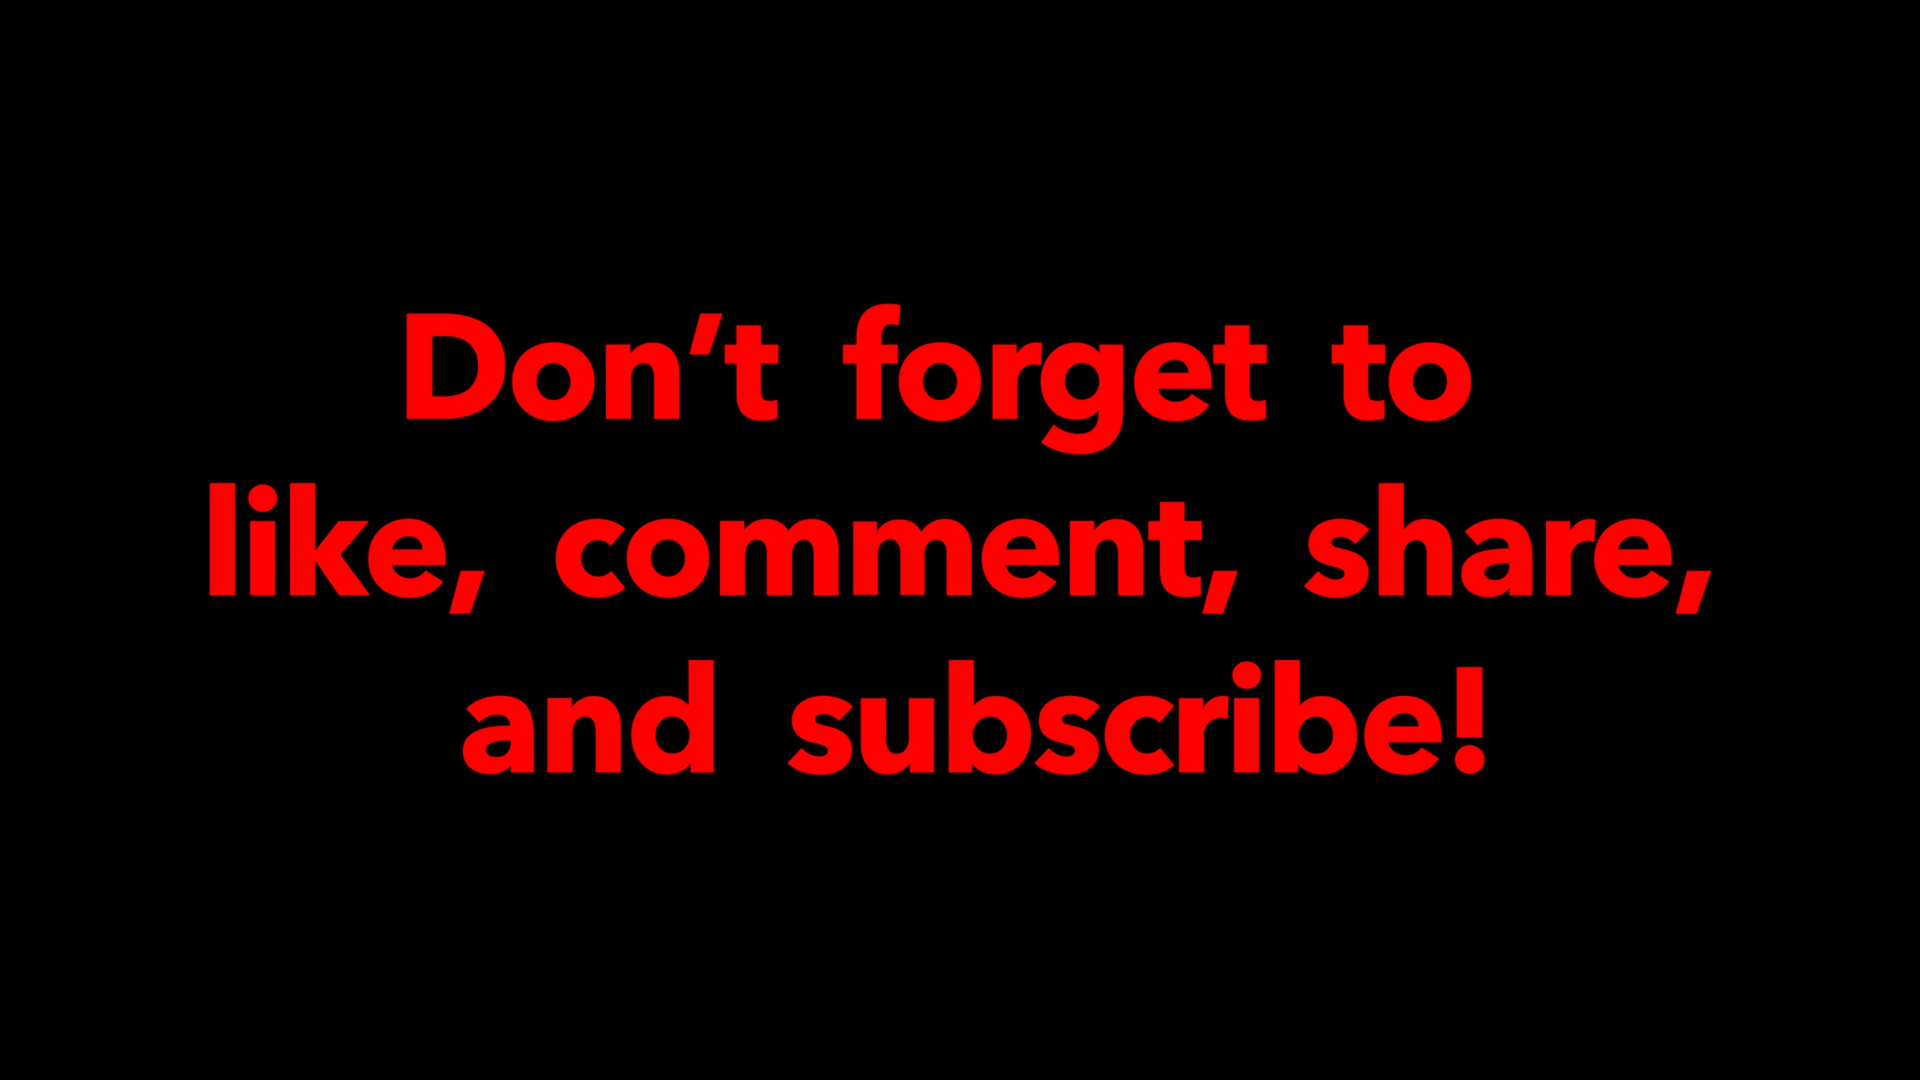 Don’t forget to
like, comment, share,
and subscribe!